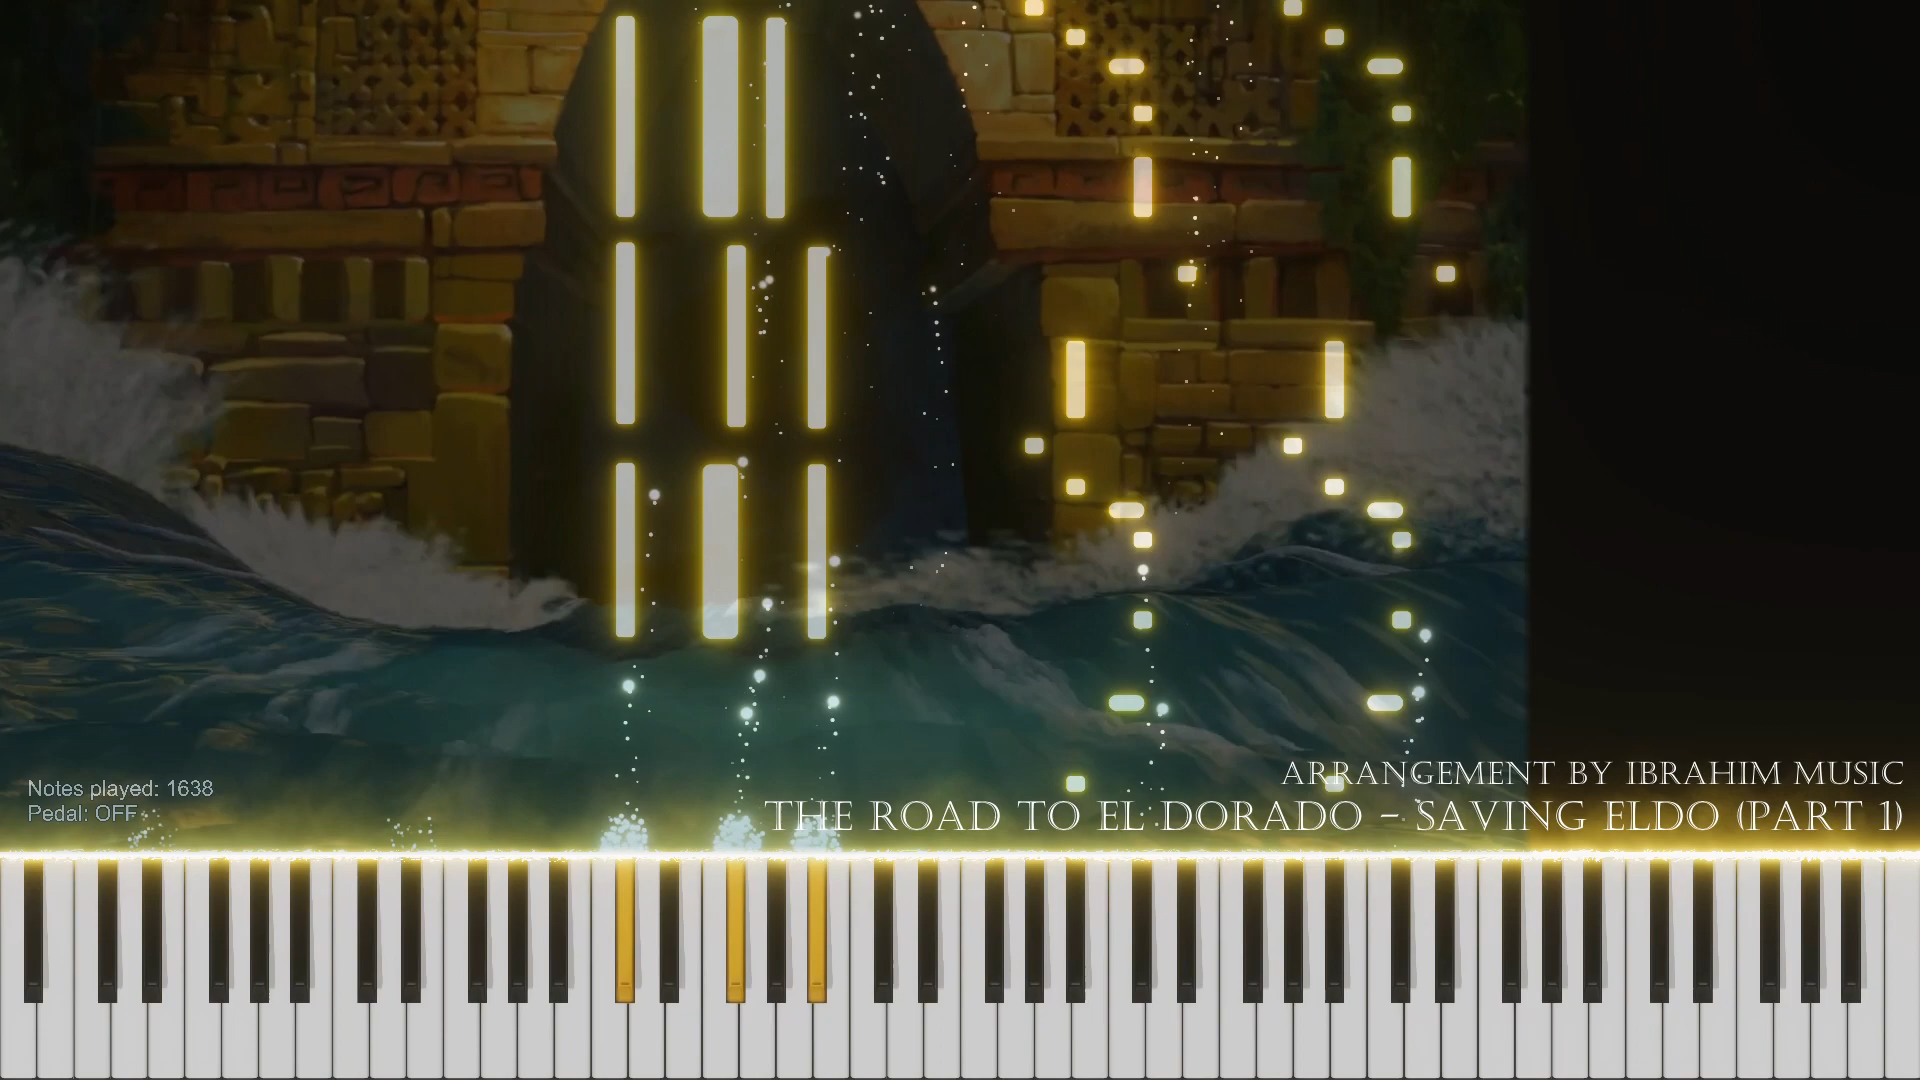 ARRANGEMENT BY IBRAHIM MUSIC
Notes played: 1638
Pedal: OFF
THE ROAD TO EL DORADO - SAVING ELDO (PART 1)